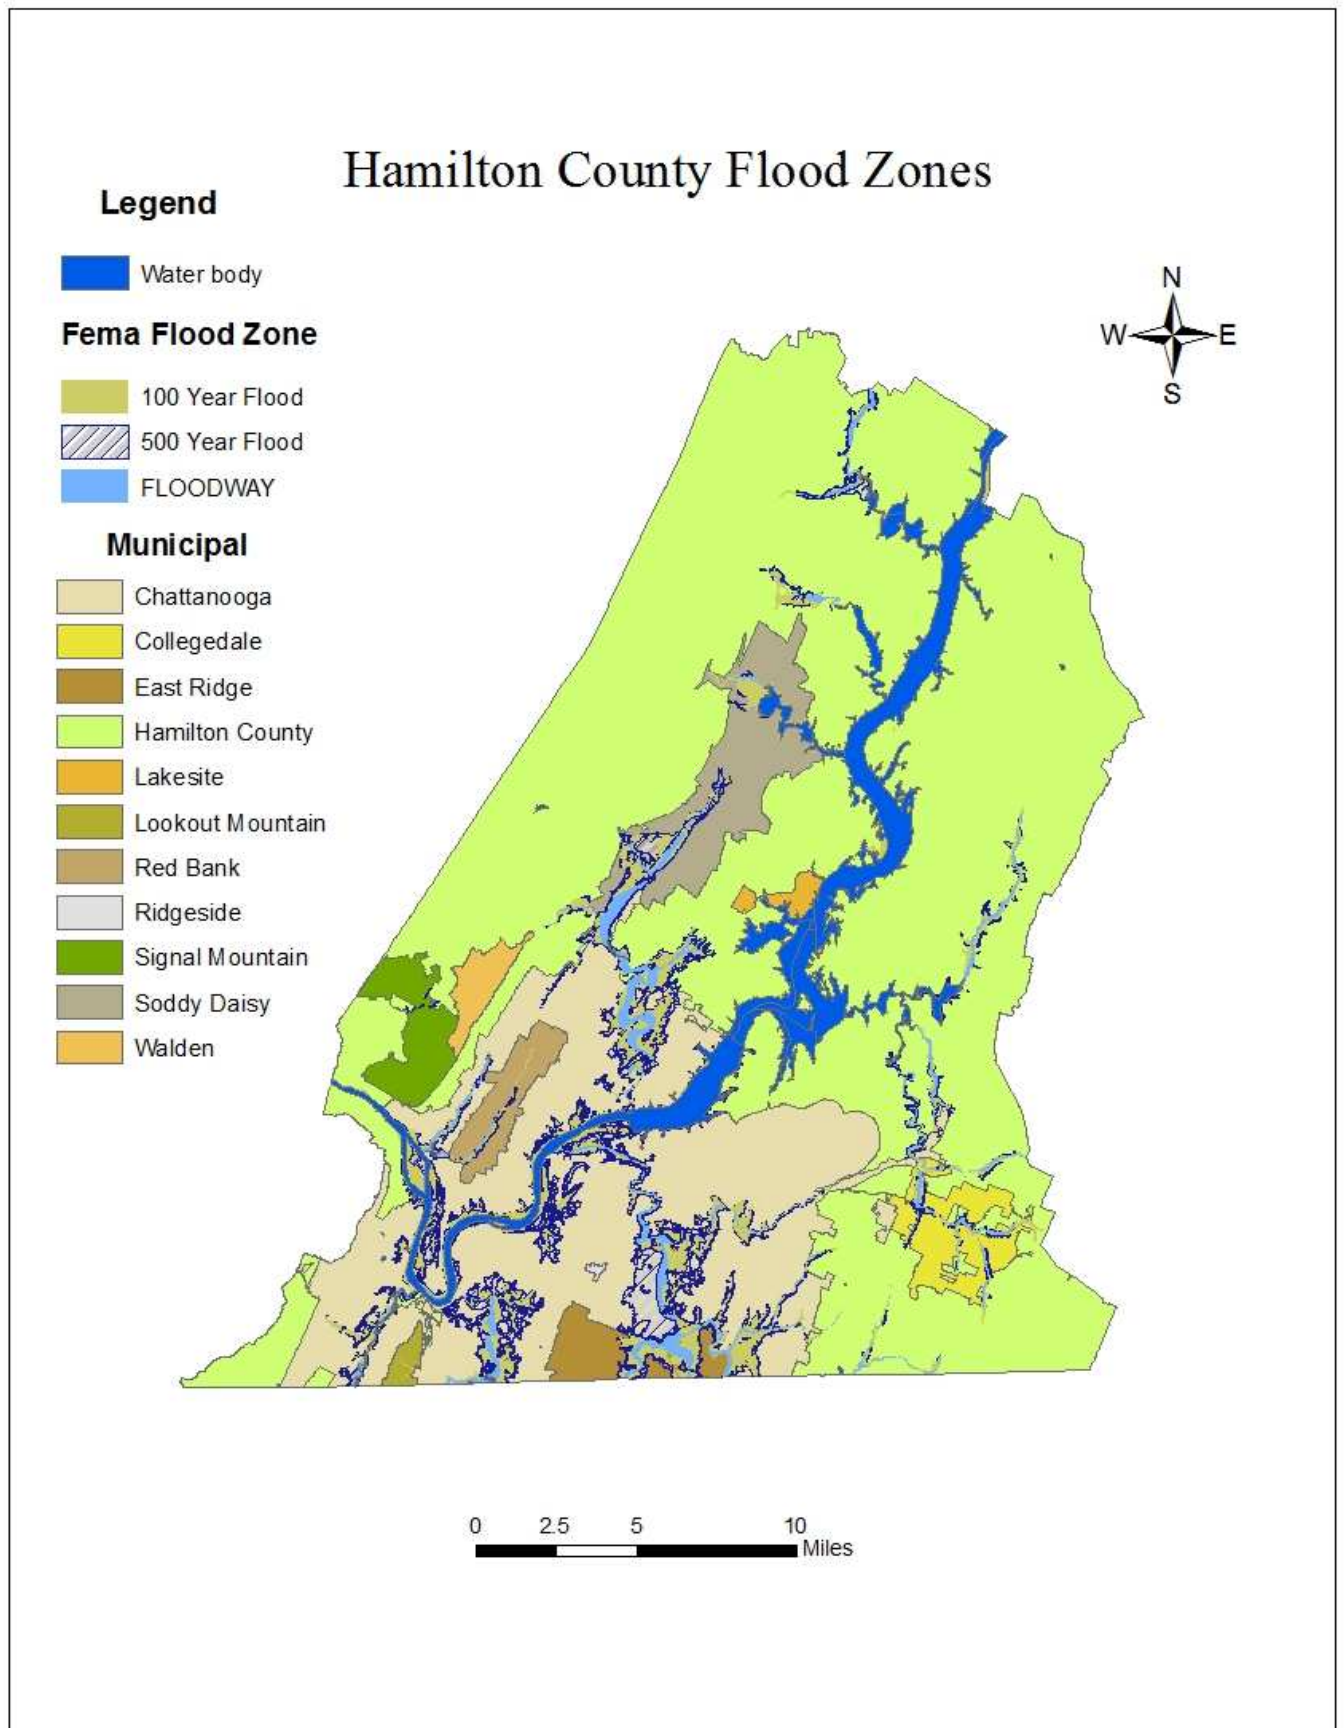 Hamilton County Flood Zones
Legend
Water body
Fema Flood Zone
100 Year Flood
500 Year Flood
FLOODWAY
Municipal
Chattanooga
Collegedale
East Ridge
Hamilton County
Lakesite
Lookout Mountain
Red Bank
Ridgeside
Signal Mountain
Soddy Daisy
Walden
N
W E
S
0 2.5 5 10
Miles